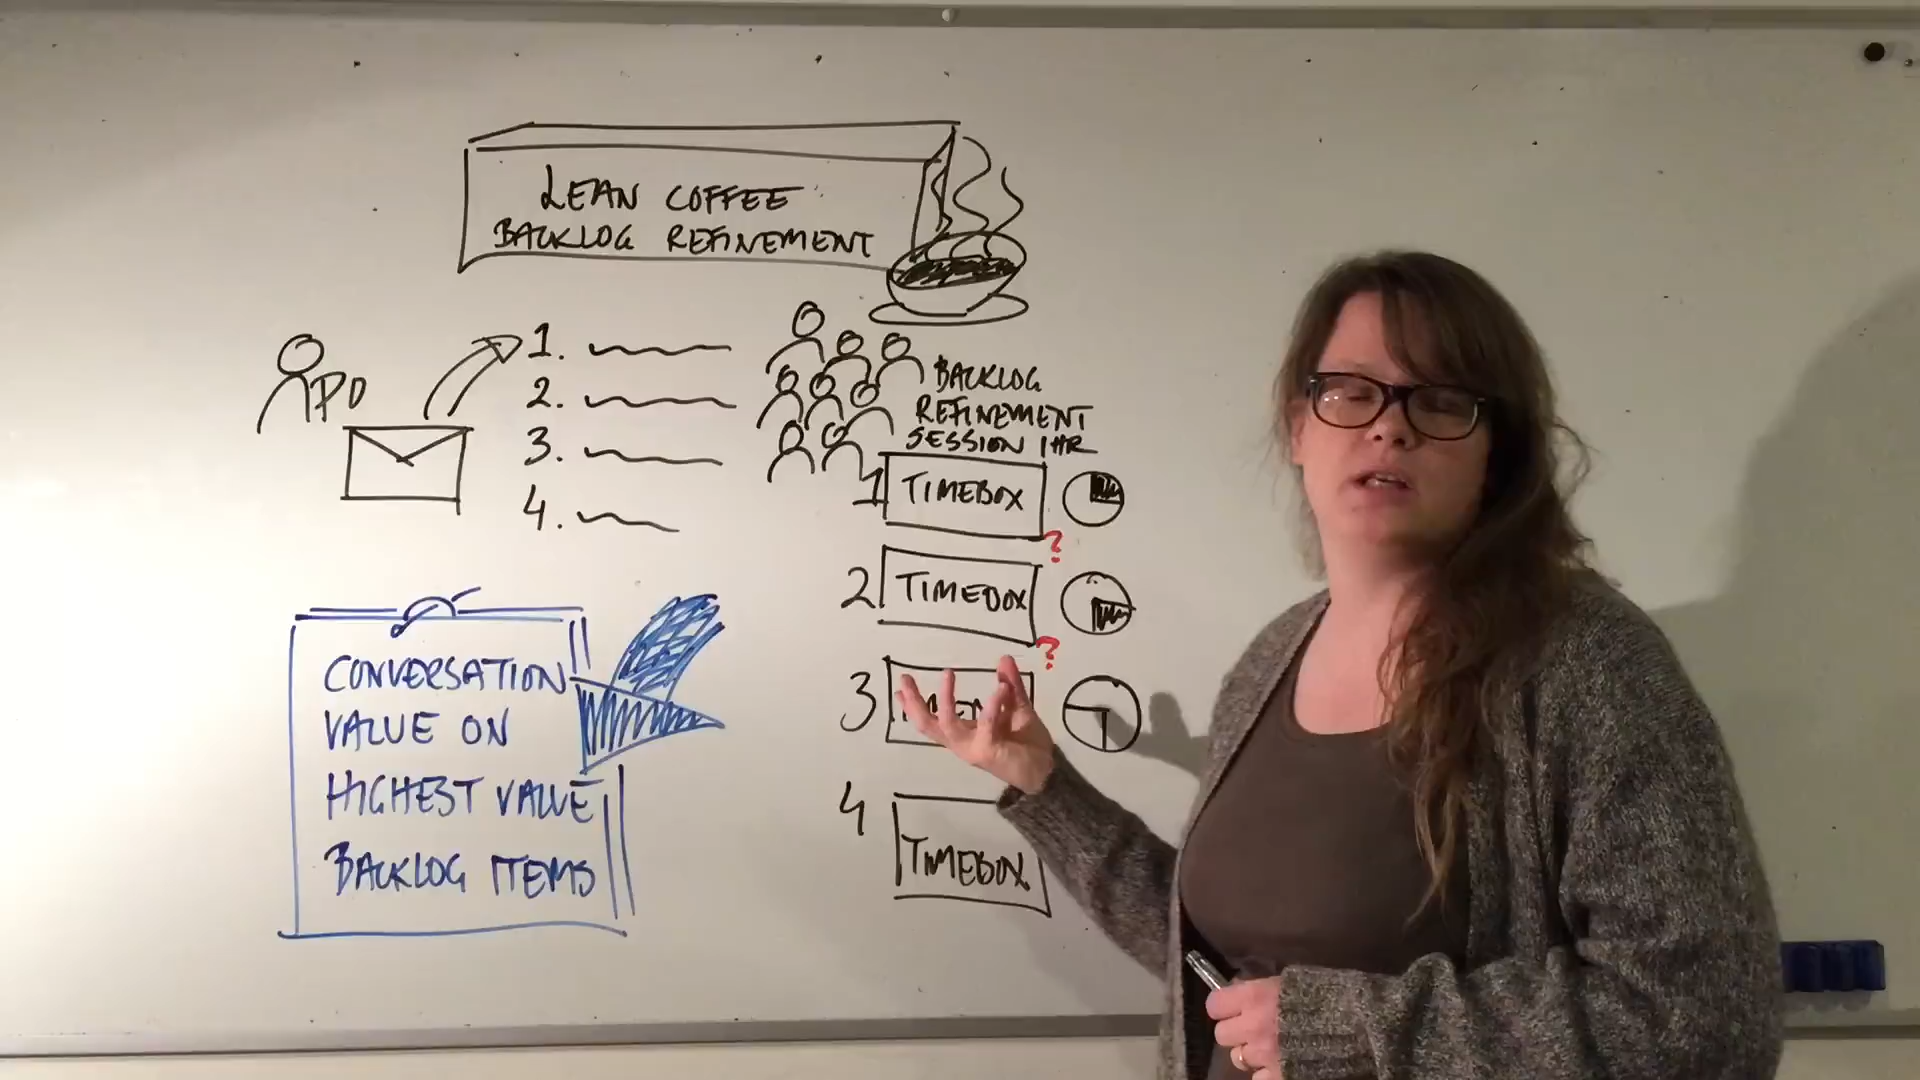 LEAN COFFEE
BACKLOG REFINEMENT
PO
1.
2.
3.
4.
BACKLOG
REFINEMENT
SESSION 1HR
1 TIMEBOX
?
2 TIMEBOX
?
3
4
TIMEBOX
CONVERSATION
VALUE ON
HIGHEST VALUE
BACKLOG ITEMS